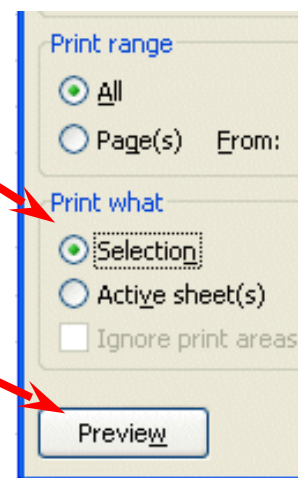 Print range
All
Page(s) From:
Print what
Selection
Active sheet(s)
Ignore print areas
Preview